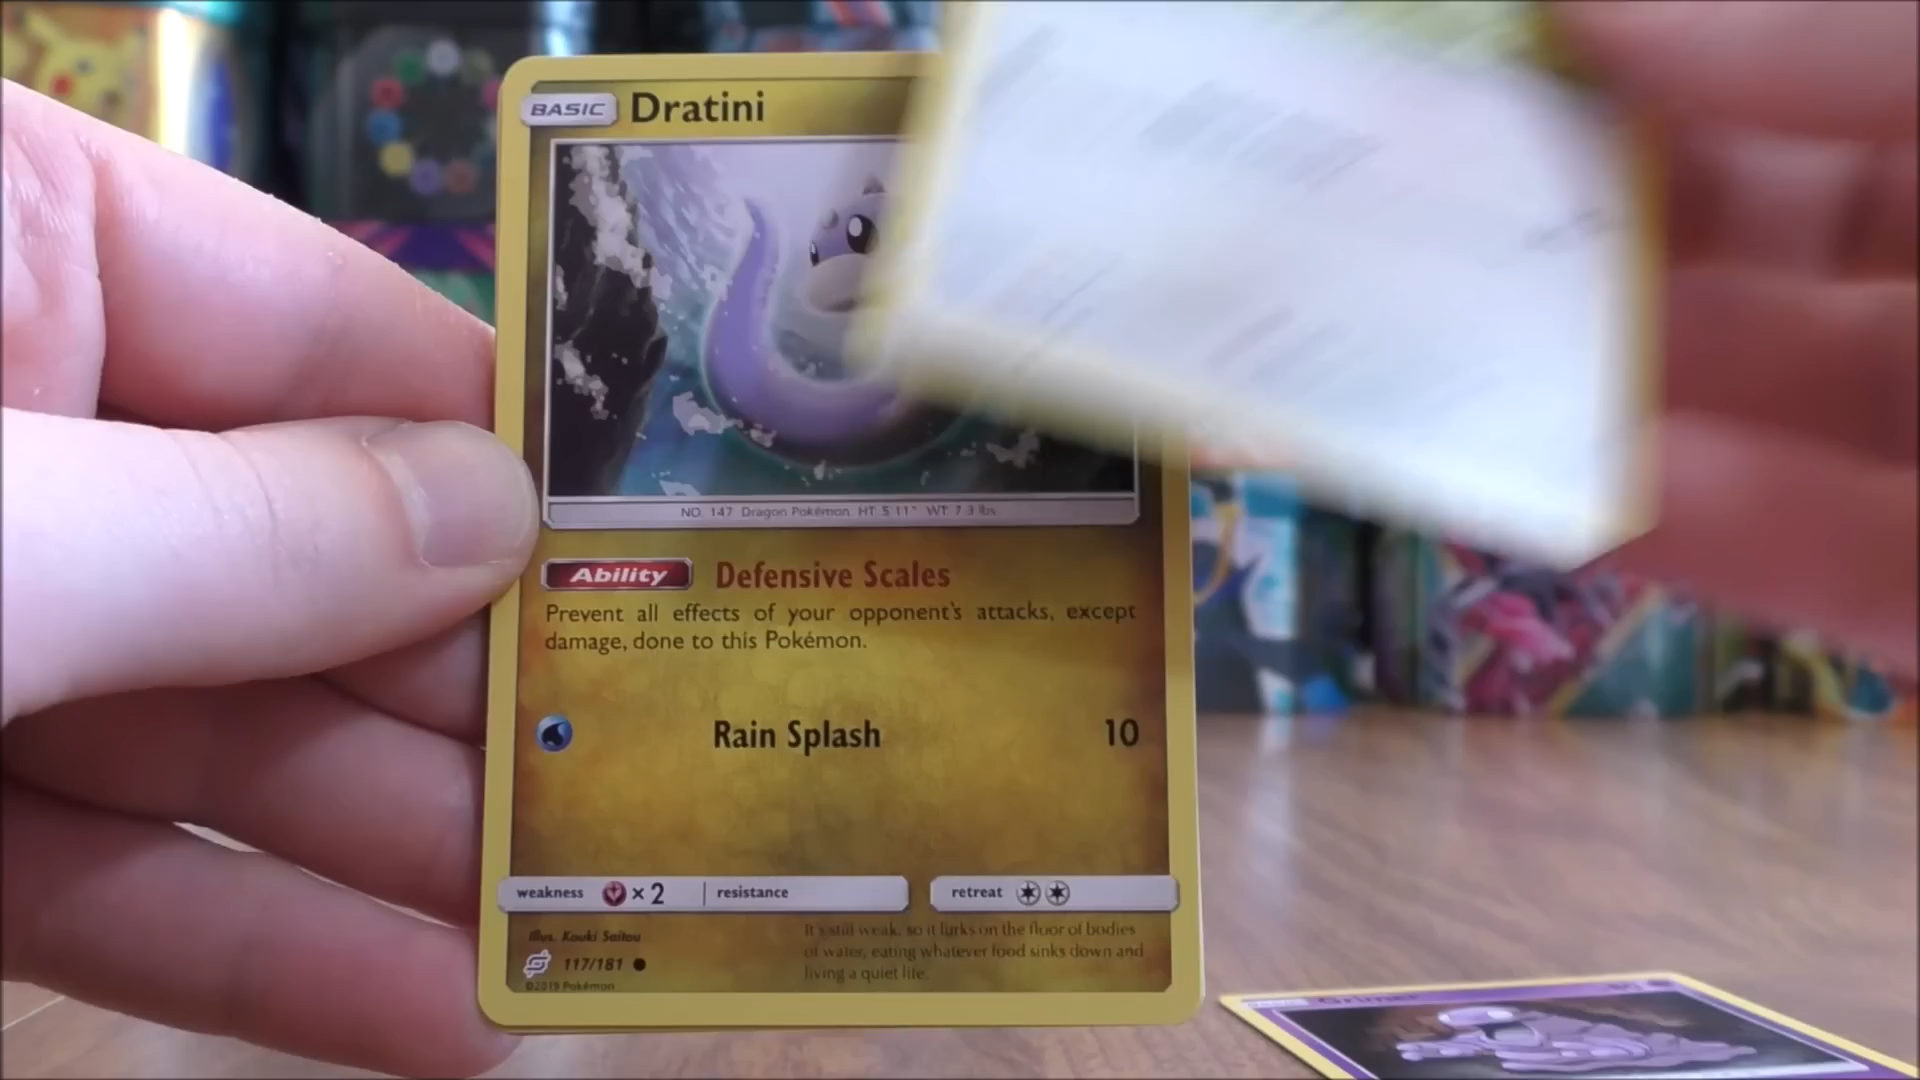 BASIC Dratini
NO. 147 Dragon Pokémon HT: 5'11" WT: 7.3 lbs.
Ability Defensive Scales
Prevent all effects of your opponent's attacks, except
damage, done to this Pokémon.
Rain Splash 10
weakness ×2 resistance retreat
Illus. Kouki Saitou
117/181
©2019 Pokémon
It's still weak, so it lurks on the floor of bodies
of water, eating whatever food sinks down and
living a quiet life.
Grimer